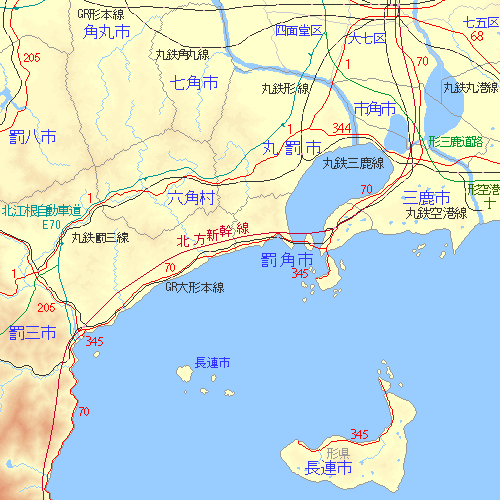 GR形本線
角丸市
四面堂区
大七区
七五区
68
205
丸鉄角丸線
1
70
七角市
丸鉄形線
丸鉄丸港線
市角市
罰八市
1
344
形三鹿道路
丸罰市
丸鉄三鹿線
1
六角村
70
三鹿市
形空港
十
北江根自動車道
E70
丸鉄空港線
丸鉄罰三線
北方新幹線
罰角市
1
70
345
GR大形本線
205
罰三市
345
長連市
70
345
形県
長連市